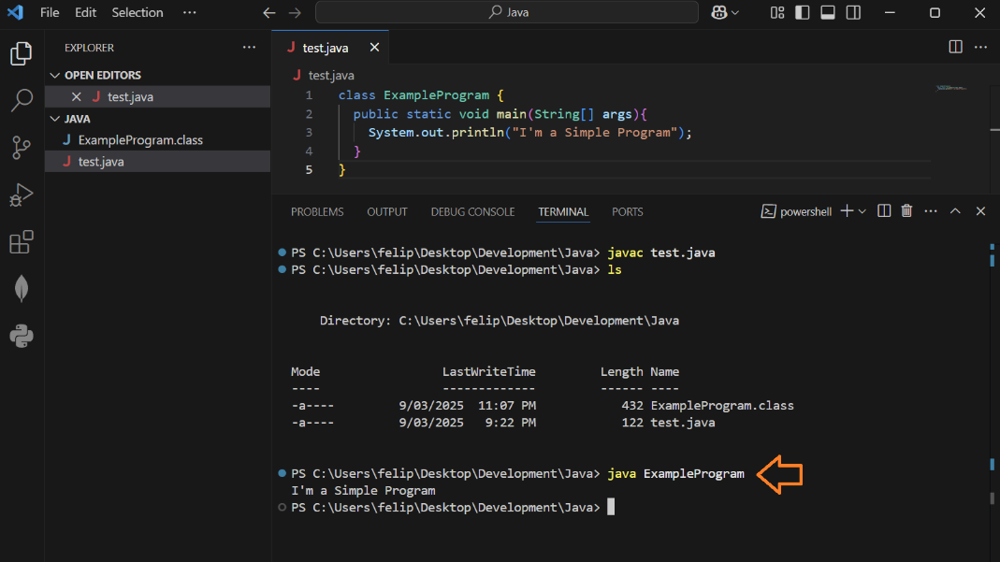 File Edit Selection ··· Java
EXPLORER ···
OPEN EDITORS
J test.java
JAVA
J ExampleProgram.class
J test.java
J test.java
J test.java
1 class ExampleProgram {
2 public static void main(String[] args){
3 System.out.println("I'm a Simple Program");
4 }
5 }
PROBLEMS OUTPUT DEBUG CONSOLE TERMINAL PORTS powershell
PS C:\Users\felip\Desktop\Development\Java> javac test.java
PS C:\Users\felip\Desktop\Development\Java> ls
Directory: C:\Users\felip\Desktop\Development\Java
Mode LastWriteTime Length Name
---- ------------- ------ ----
-a---- 9/03/2025 11:07 PM 432 ExampleProgram.class
-a---- 9/03/2025 9:22 PM 122 test.java
PS C:\Users\felip\Desktop\Development\Java> java ExampleProgram
I'm a Simple Program
PS C:\Users\felip\Desktop\Development\Java>